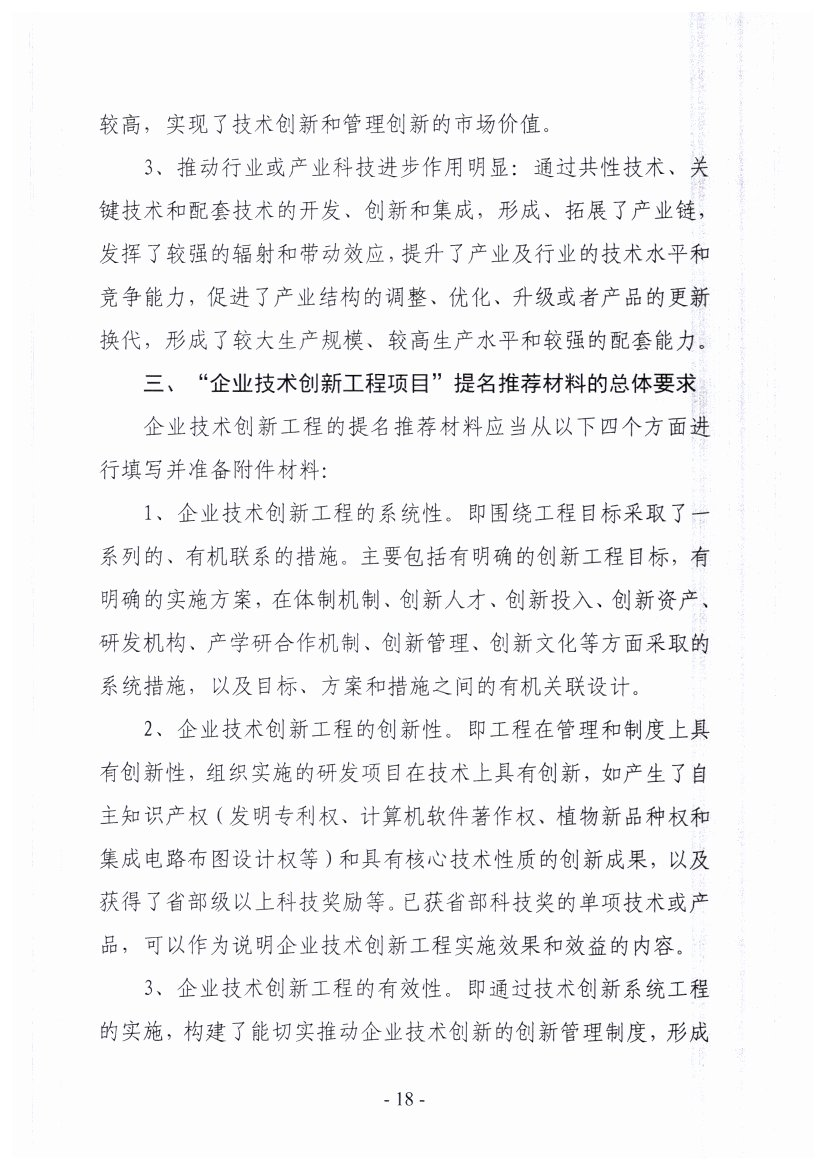 较高，实现了技术创新和管理创新的市场价值。
3、推动行业或产业科技进步作用明显：通过共性技术、关
键技术和配套技术的开发、创新和集成，形成、拓展了产业链，
发挥了较强的辐射和带动效应，提升了产业及行业的技术水平和
竞争能力，促进了产业结构的调整、优化、升级或者产品的更新
换代，形成了较大生产规模、较高生产水平和较强的配套能力。
三、“企业技术创新工程项目”提名推荐材料的总体要求
企业技术创新工程的提名推荐材料应当从以下四个方面进
行填写并准备附件材料：
1、企业技术创新工程的系统性。即围绕工程目标采取了一
系列的、有机联系的措施。主要包括有明确的创新工程目标，有
明确的实施方案，在体制机制、创新人才、创新投入、创新资产、
研发机构、产学研合作机制、创新管理、创新文化等方面采取的
系统措施，以及目标、方案和措施之间的有机关联设计。
2、企业技术创新工程的创新性。即工程在管理和制度上具
有创新性，组织实施的研发项目在技术上具有创新，如产生了自
主知识产权（发明专利权、计算机软件著作权、植物新品种权和
集成电路布图设计权等）和具有核心技术性质的创新成果，以及
获得了省部级以上科技奖励等。已获省部科技奖的单项技术或产
品，可以作为说明企业技术创新工程实施效果和效益的内容。
3、企业技术创新工程的有效性。即通过技术创新系统工程
的实施，构建了能切实推动企业技术创新的创新管理制度，形成
- 18 -